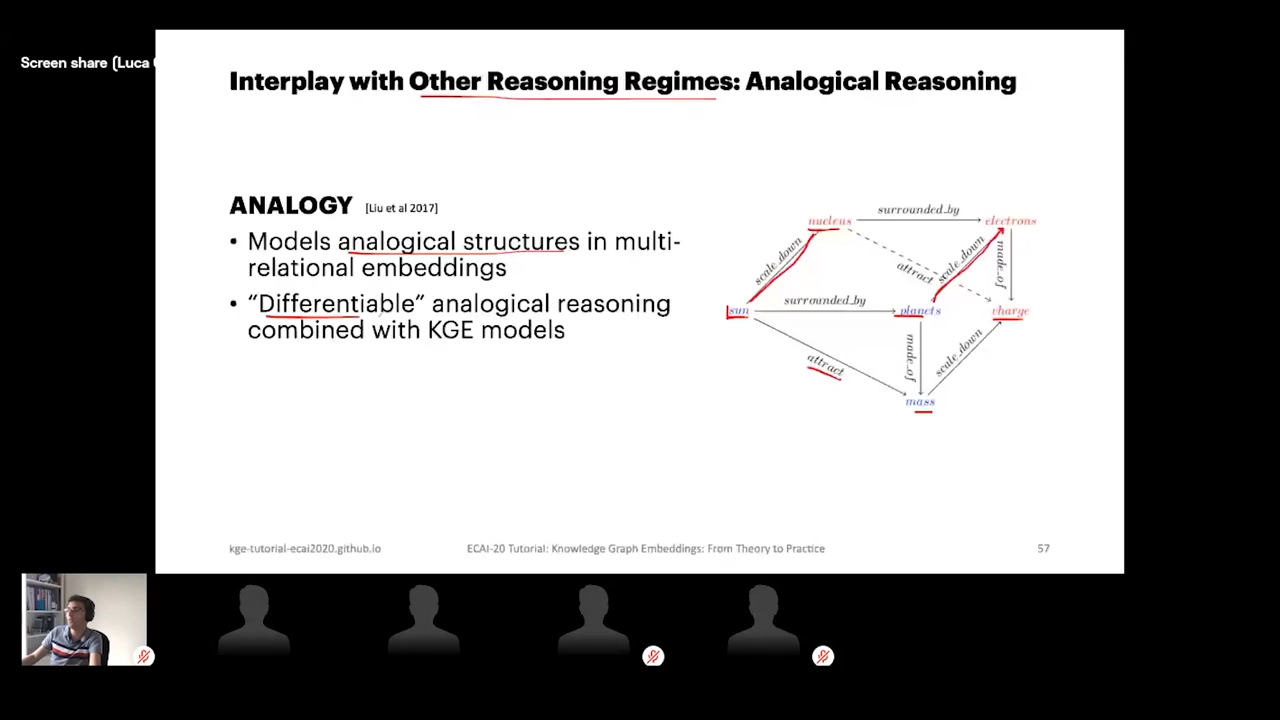 Screen share (Luca
Interplay with Other Reasoning Regimes: Analogical Reasoning
ANALOGY [Liu et al 2017]
• Models analogical structures in multi-
relational embeddings
• “Differentiable” analogical reasoning
combined with KGE models
surrounded_by
nucleus
electrons
scale_down
attract
scale_down
made_of
surrounded_by
sun
planets
charge
attract
made_of
scale_down
mass
kge-tutorial-ecai2020.github.io
ECAI-20 Tutorial: Knowledge Graph Embeddings: From Theory to Practice
57